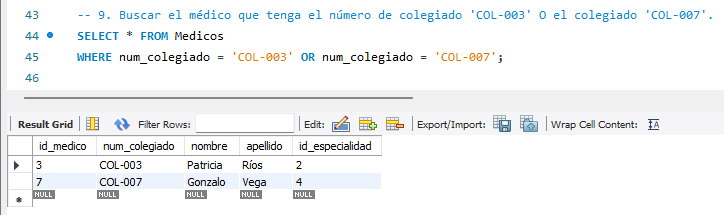 43 -- 9. Buscar el médico que tenga el número de colegiado 'COL-003' O el colegiado 'COL-007'.
44 SELECT * FROM Medicos
45 WHERE num_colegiado = 'COL-003' OR num_colegiado = 'COL-007';
46
Result Grid Filter Rows: Edit: Export/Import: Wrap Cell Content:
id_medico num_colegiado nombre apellido id_especialidad
3 COL-003 Patricia Ríos 2
7 COL-007 Gonzalo Vega 4
NULL NULL NULL NULL NULL